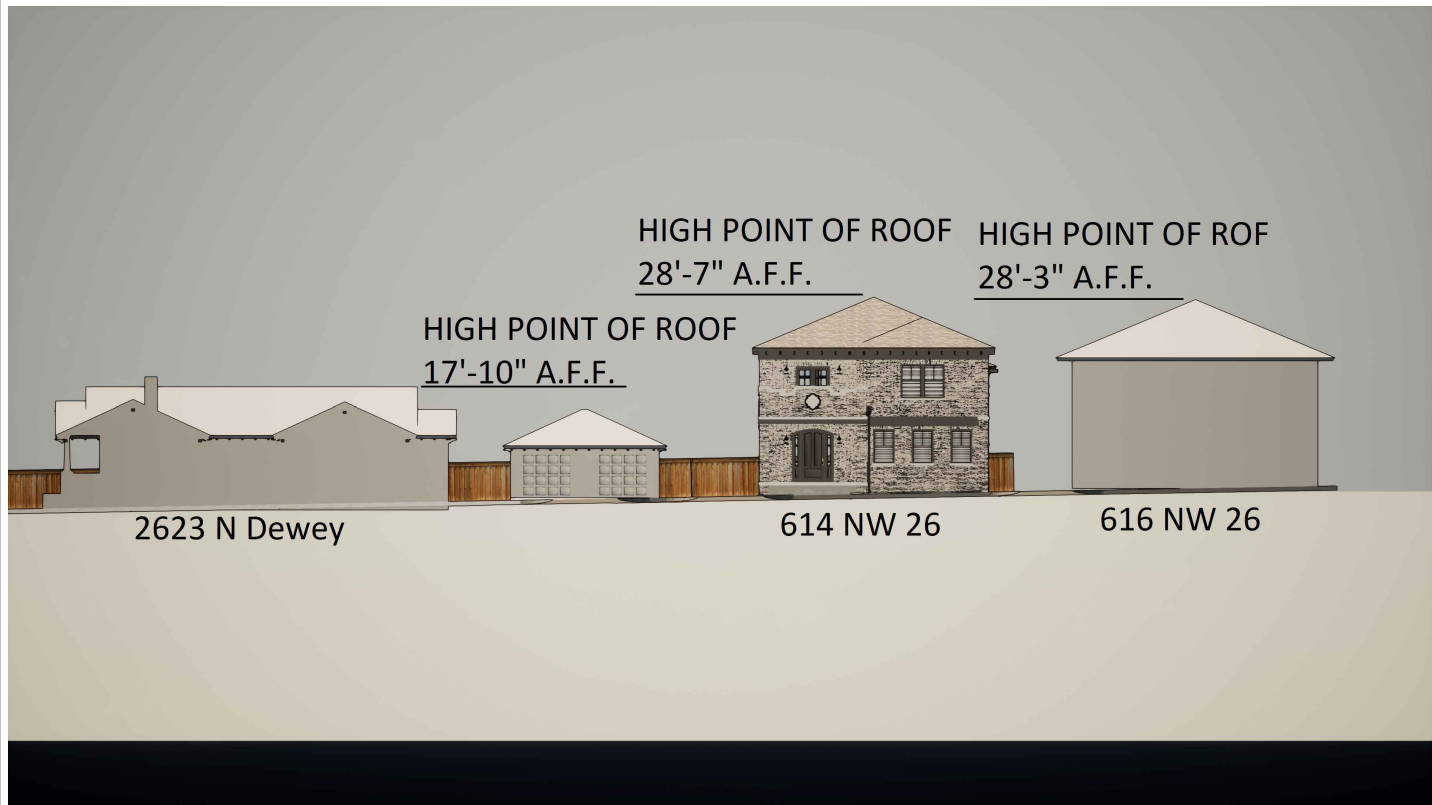 HIGH POINT OF ROOF
28'-7" A.F.F.
HIGH POINT OF ROF
28'-3" A.F.F.
HIGH POINT OF ROOF
17'-10" A.F.F.
2623 N Dewey
614 NW 26
616 NW 26